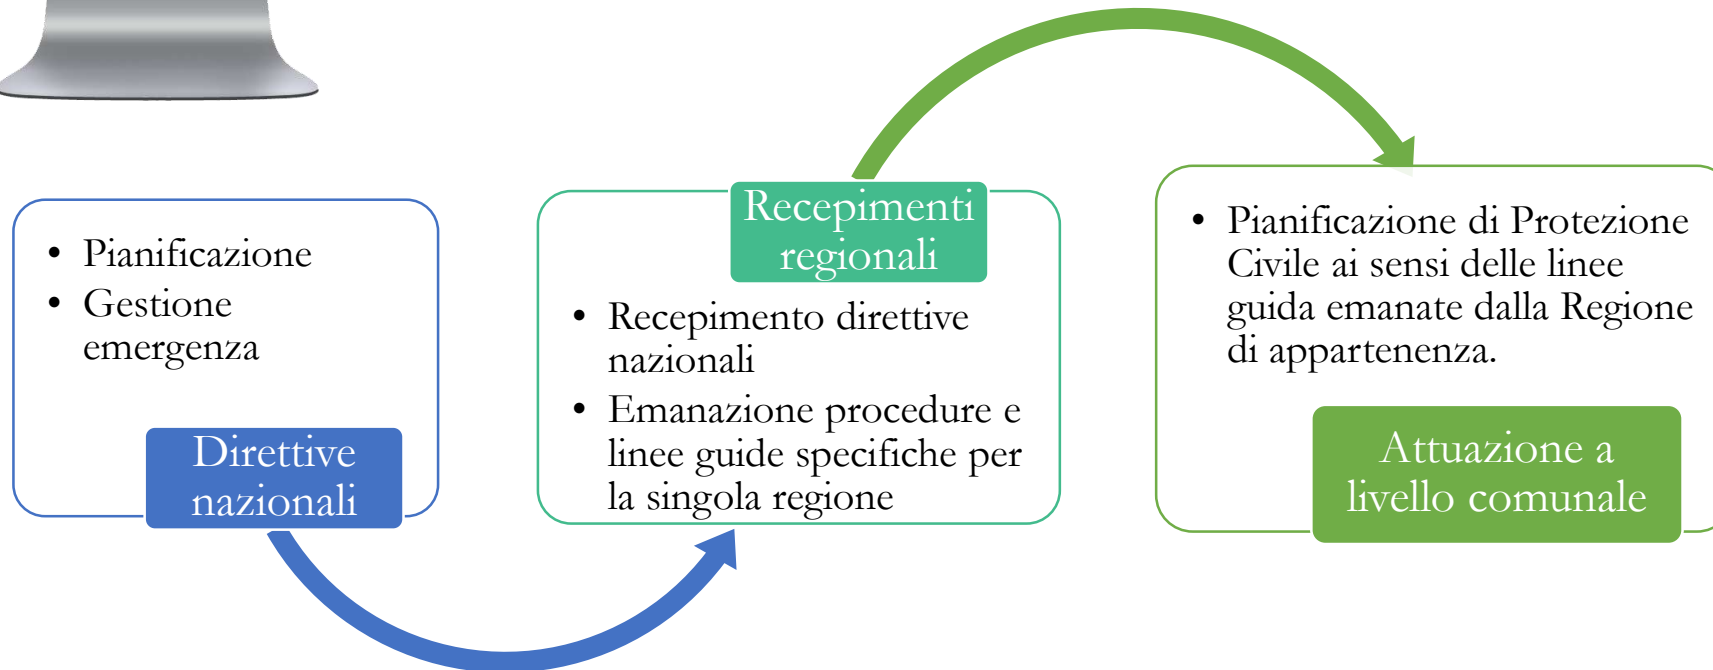 • Pianificazione
• Gestione
emergenza
Direttive
nazionali
Recepimenti
regionali
• Recepimento direttive
nazionali
• Emanazione procedure e
linee guide specifiche per
la singola regione
• Pianificazione di Protezione
Civile ai sensi delle linee
guida emanate dalla Regione
di appartenenza.
Attuazione a
livello comunale